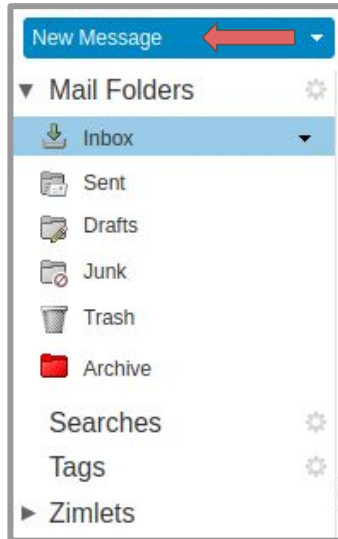 New Message
Mail Folders
Inbox
Sent
Drafts
Junk
Trash
Archive
Searches
Tags
Zimlets